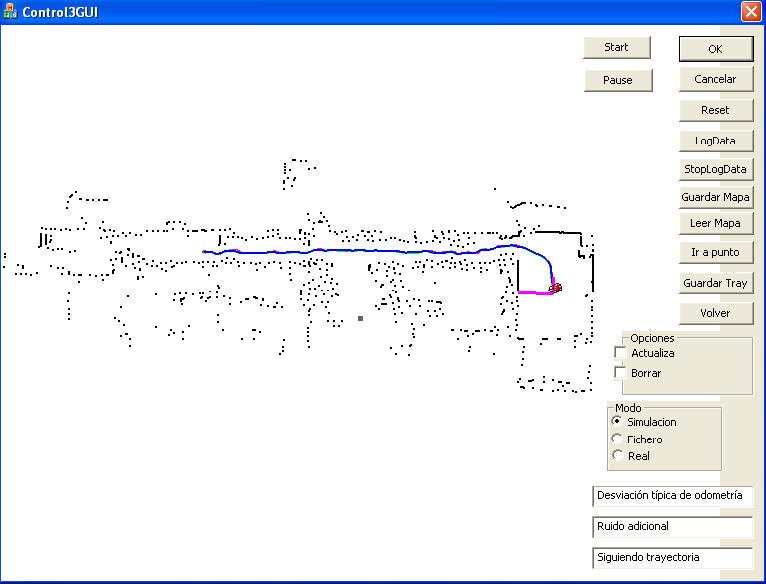 Control3GUI
Start
OK
Pause
Cancelar
Reset
LogData
StopLogData
Guardar Mapa
Leer Mapa
Ir a punto
Guardar Tray
Volver
Opciones
Actualiza
Borrar
Modo
Simulacion
Fichero
Real
Desviación típica de odometría
Ruido adicional
Siguiendo trayectoria